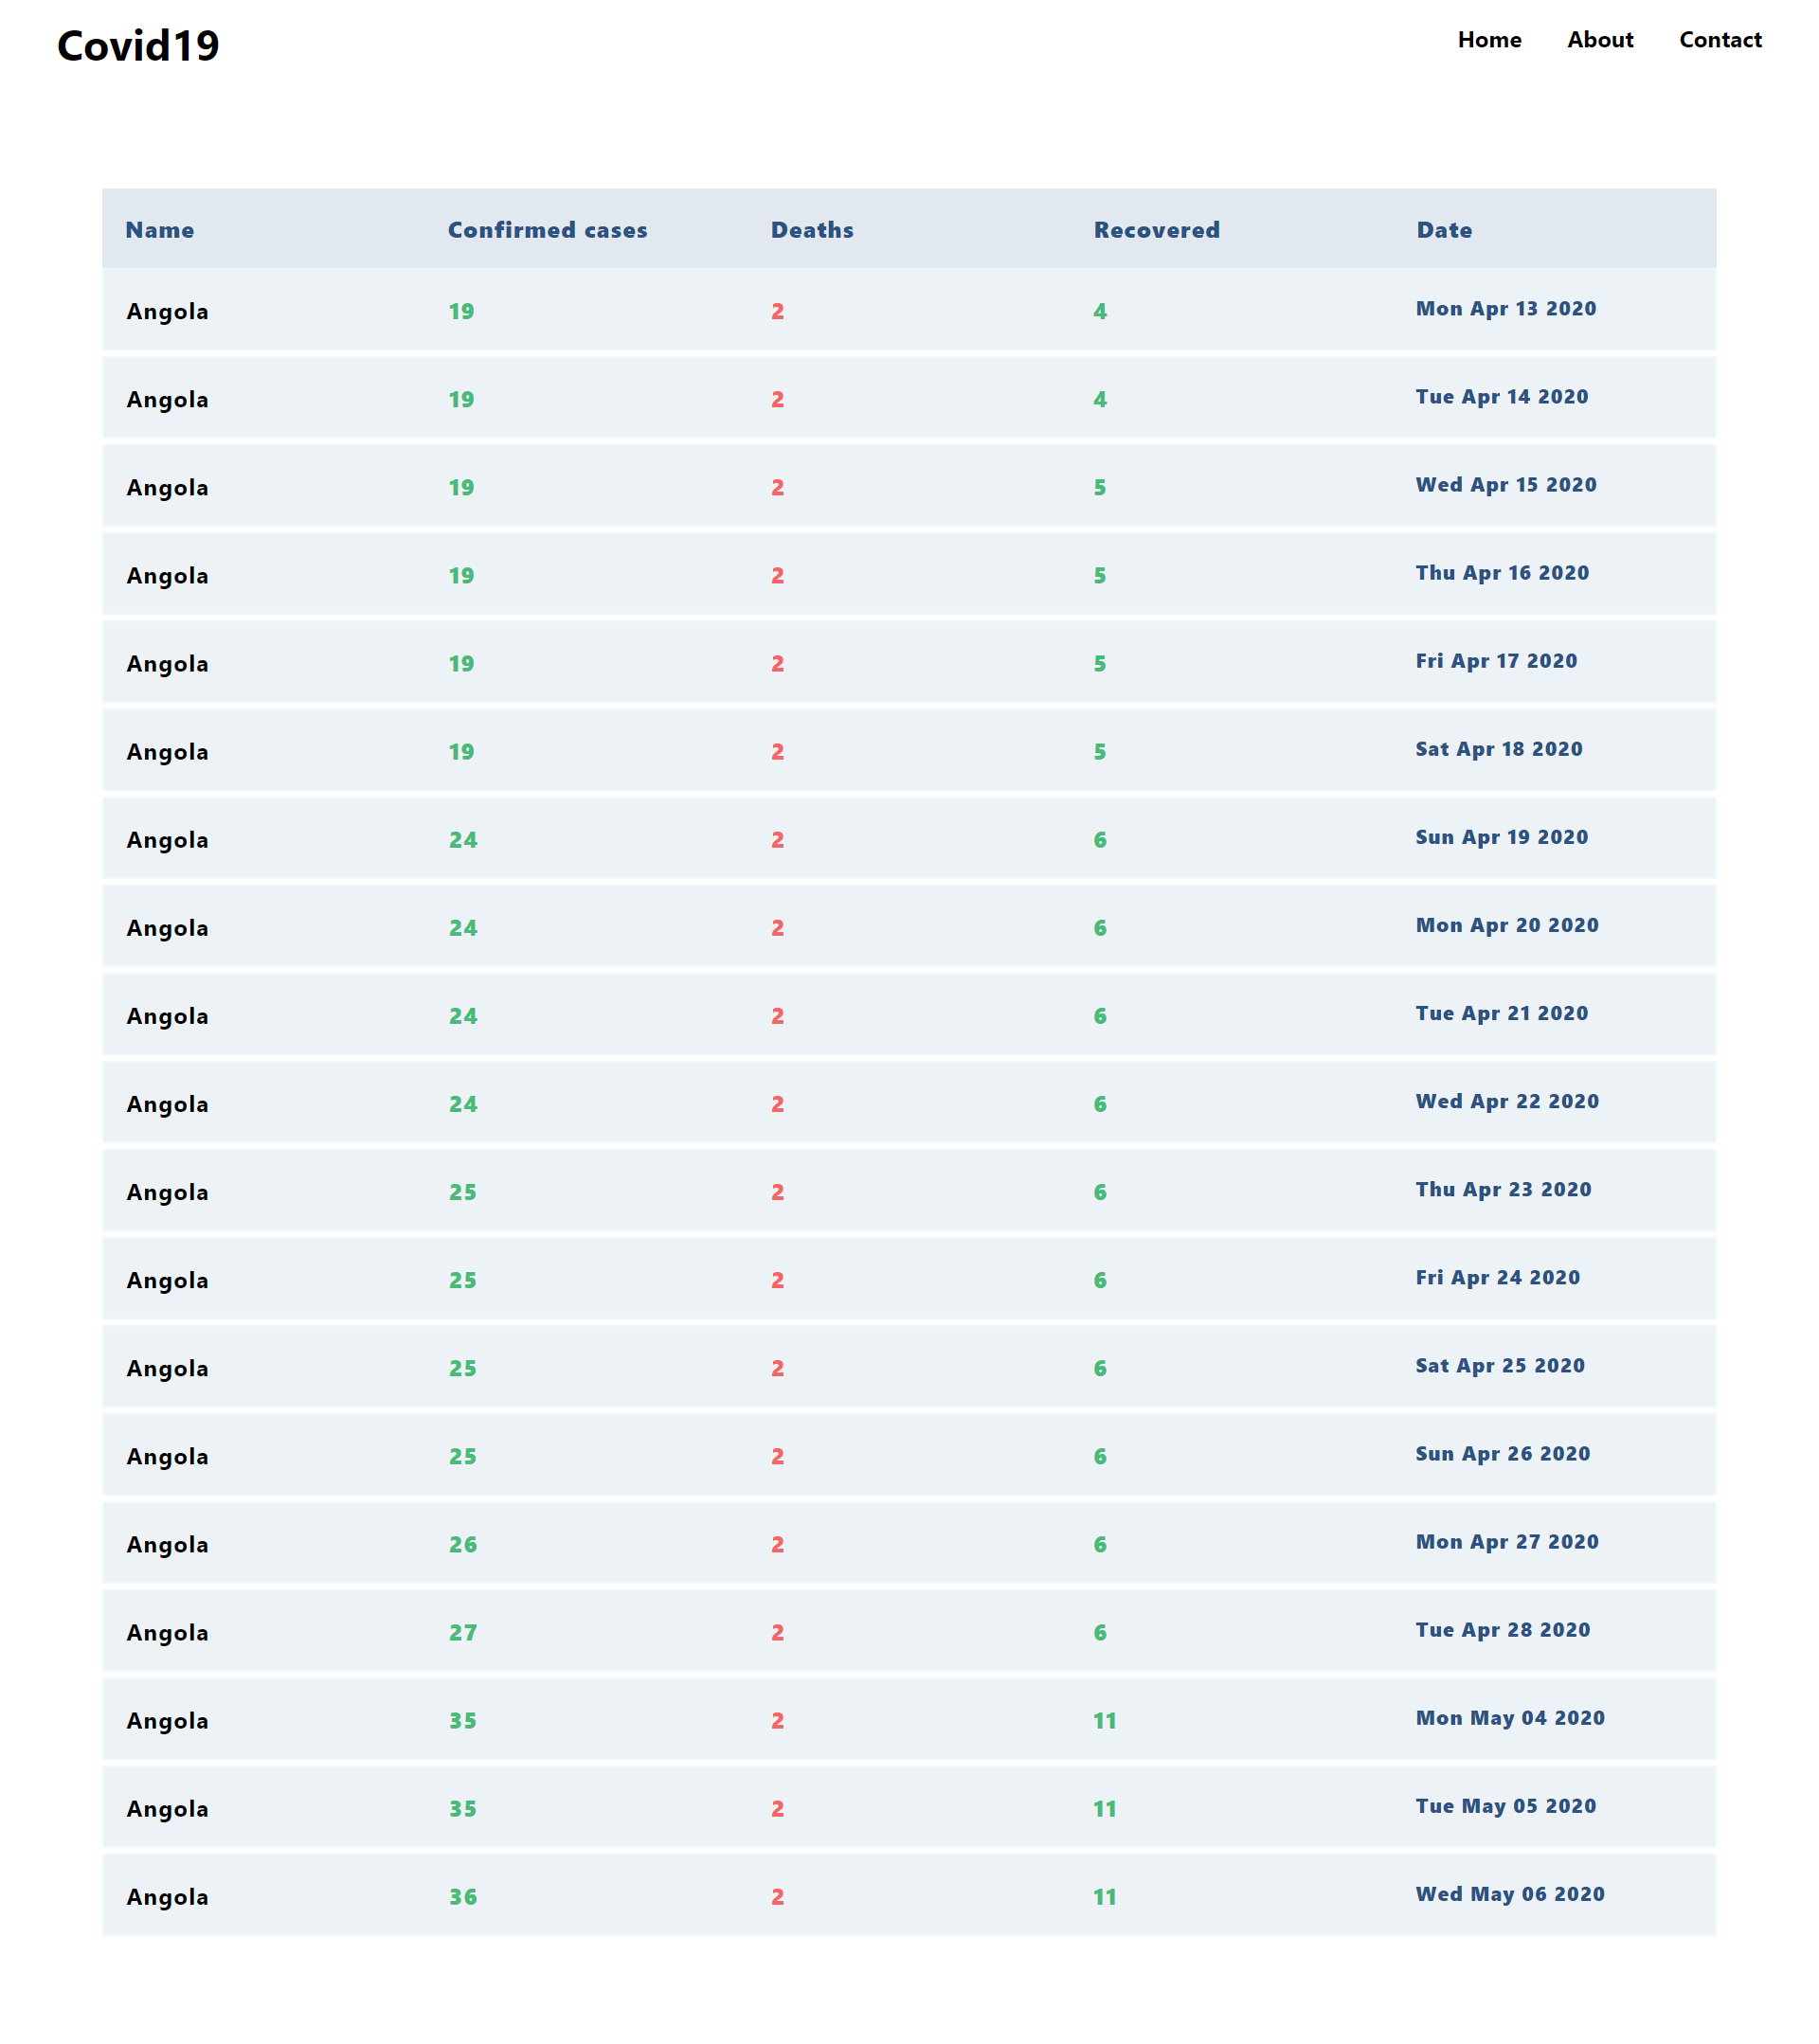 Covid19 Home About Contact
Name Confirmed cases Deaths Recovered Date
Angola 19 2 4 Mon Apr 13 2020
Angola 19 2 4 Tue Apr 14 2020
Angola 19 2 5 Wed Apr 15 2020
Angola 19 2 5 Thu Apr 16 2020
Angola 19 2 5 Fri Apr 17 2020
Angola 19 2 5 Sat Apr 18 2020
Angola 24 2 6 Sun Apr 19 2020
Angola 24 2 6 Mon Apr 20 2020
Angola 24 2 6 Tue Apr 21 2020
Angola 24 2 6 Wed Apr 22 2020
Angola 25 2 6 Thu Apr 23 2020
Angola 25 2 6 Fri Apr 24 2020
Angola 25 2 6 Sat Apr 25 2020
Angola 25 2 6 Sun Apr 26 2020
Angola 26 2 6 Mon Apr 27 2020
Angola 27 2 6 Tue Apr 28 2020
Angola 35 2 11 Mon May 04 2020
Angola 35 2 11 Tue May 05 2020
Angola 36 2 11 Wed May 06 2020